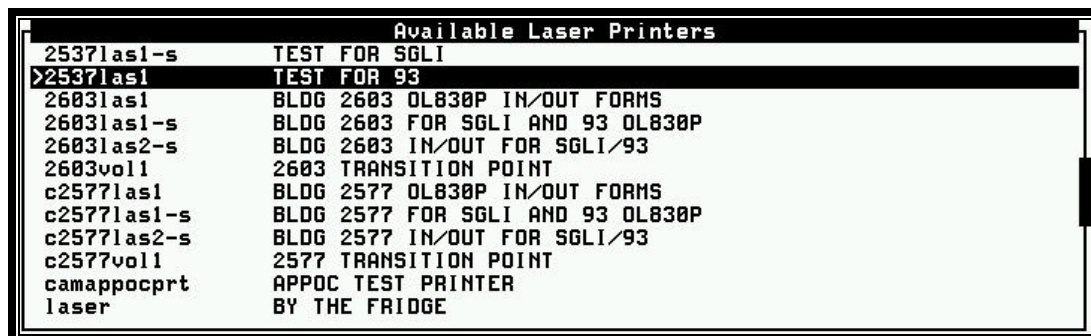 Available Laser Printers
2537las1-s TEST FOR SGLI
>2537las1 TEST FOR 93
2603las1 BLDG 2603 OL830P IN/OUT FORMS
2603las1-s BLDG 2603 FOR SGLI AND 93 OL830P
2603las2-s BLDG 2603 IN/OUT FOR SGLI/93
2603vol1 2603 TRANSITION POINT
c2577las1 BLDG 2577 OL830P IN/OUT FORMS
c2577las1-s BLDG 2577 FOR SGLI AND 93 OL830P
c2577las2-s BLDG 2577 IN/OUT FOR SGLI/93
c2577vol1 2577 TRANSITION POINT
camappocprt APPOC TEST PRINTER
laser BY THE FRIDGE